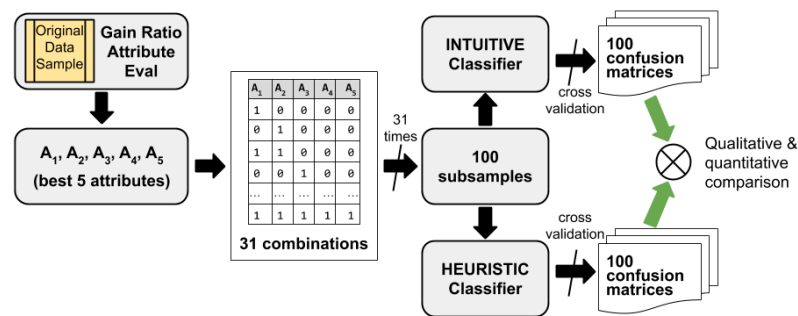 Original
Data
Sample
Gain Ratio
Attribute
Eval
A1, A2, A3, A4, A5
(best 5 attributes)
A1 A2 A3 A4 A5
1 0 0 0 0
0 1 0 0 0
1 1 0 0 0
0 0 1 0 0
... ... ... ... ...
1 1 1 1 1
31 combinations
31
times
INTUITIVE
Classifier
100
subsamples
HEURISTIC
Classifier
cross
validation
100
confusion
matrices
Qualitative &
quantitative
comparison
cross
validation
100
confusion
matrices